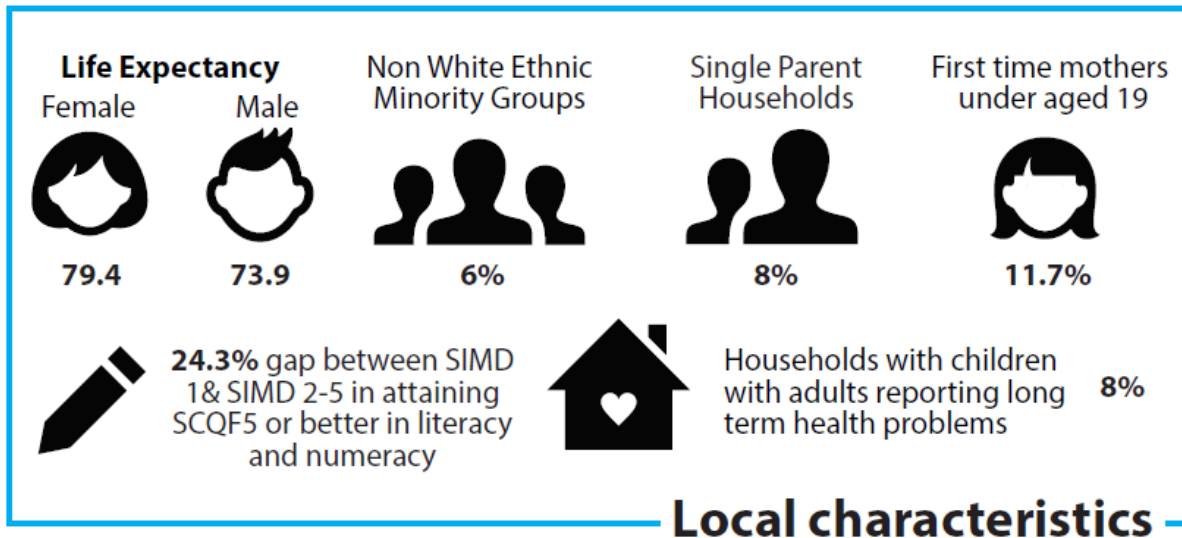 Life Expectancy
Female
Male
79.4
73.9
Non White Ethnic
Minority Groups
6%
Single Parent
Households
8%
First time mothers
under aged 19
11.7%
24.3% gap between SIMD
1& SIMD 2-5 in attaining
SCQF5 or better in literacy
and numeracy
Households with children
with adults reporting long
term health problems
8%
Local characteristics